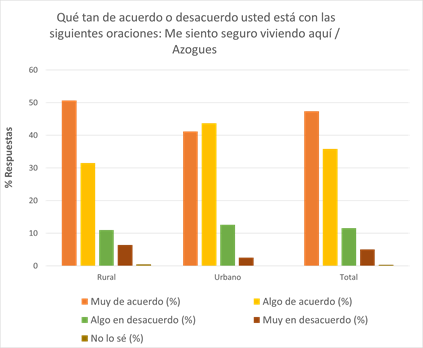 Qué tan de acuerdo o desacuerdo usted está con las
siguientes oraciones: Me siento seguro viviendo aquí /
Azogues
% Respuestas
60
50
40
30
20
10
0
Rural Urbano Total
Muy de acuerdo (%) Algo de acuerdo (%)
Algo en desacuerdo (%) Muy en desacuerdo (%)
No lo sé (%)